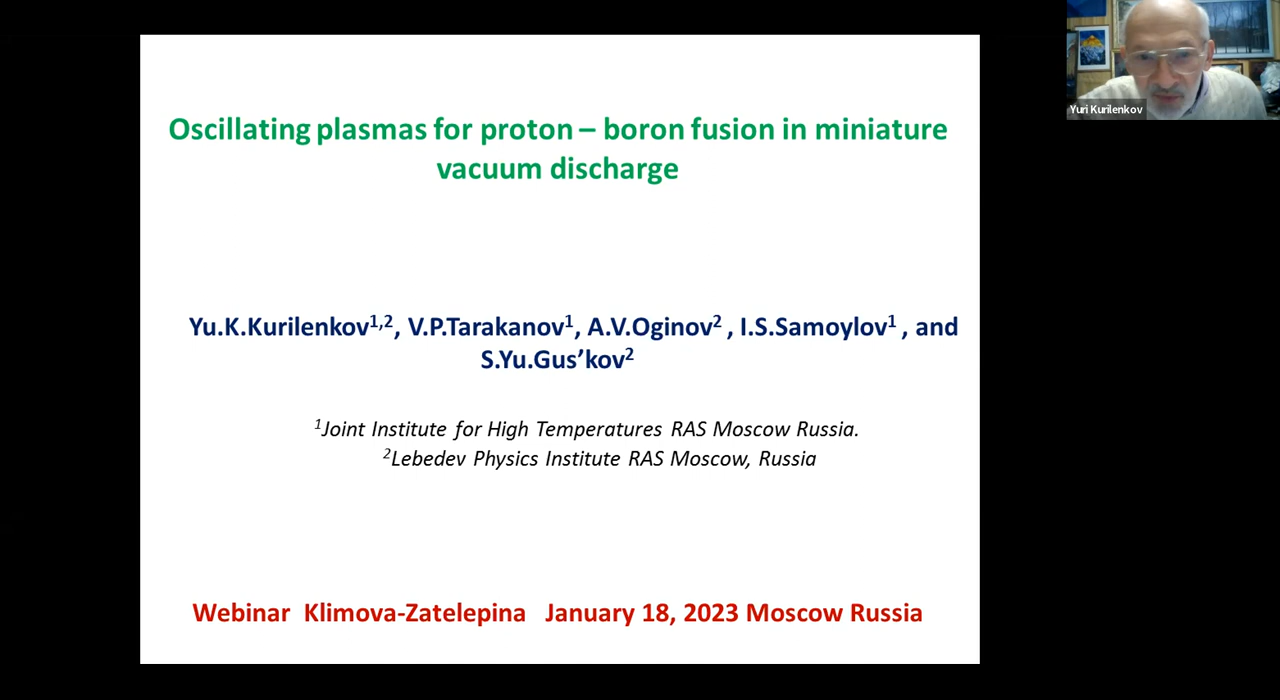 Oscillating plasmas for proton – boron fusion in miniature
vacuum discharge
Yu.K.Kurilenkov1,2, V.P.Tarakanov1, A.V.Oginov2 , I.S.Samoylov1 , and
S.Yu.Gus’kov2
1Joint Institute for High Temperatures RAS Moscow Russia.
2Lebedev Physics Institute RAS Moscow, Russia
Webinar Klimova-Zatelepina January 18, 2023 Moscow Russia
Yuri Kurilenkov